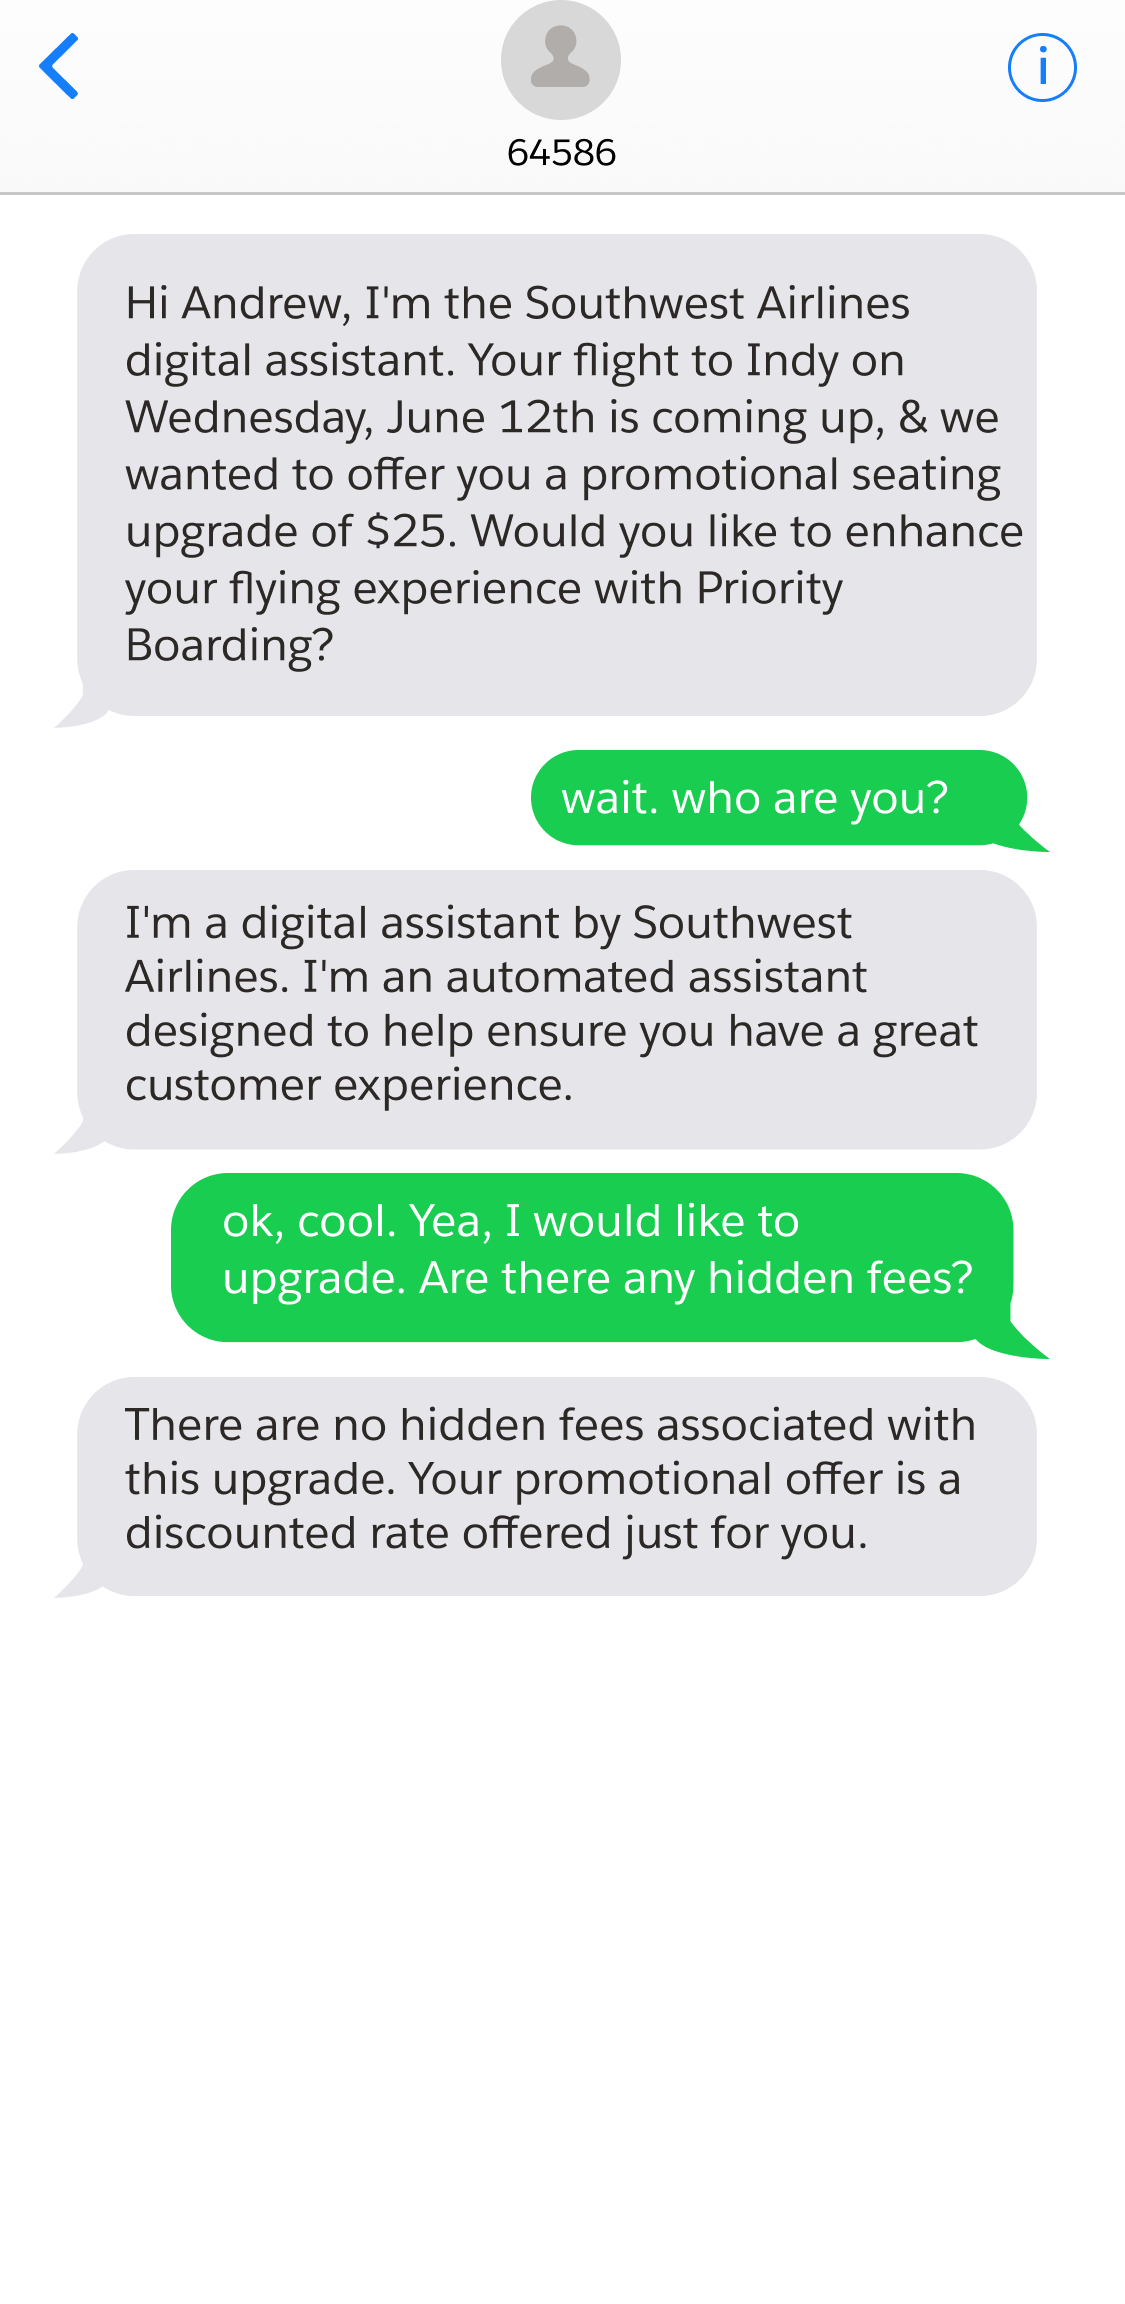 64586
Hi Andrew, I'm the Southwest Airlines
digital assistant. Your flight to Indy on
Wednesday, June 12th is coming up, & we
wanted to offer you a promotional seating
upgrade of $25. Would you like to enhance
your flying experience with Priority
Boarding?
wait. who are you?
I'm a digital assistant by Southwest
Airlines. I'm an automated assistant
designed to help ensure you have a great
customer experience.
ok, cool. Yea, I would like to
upgrade. Are there any hidden fees?
There are no hidden fees associated with
this upgrade. Your promotional offer is a
discounted rate offered just for you.